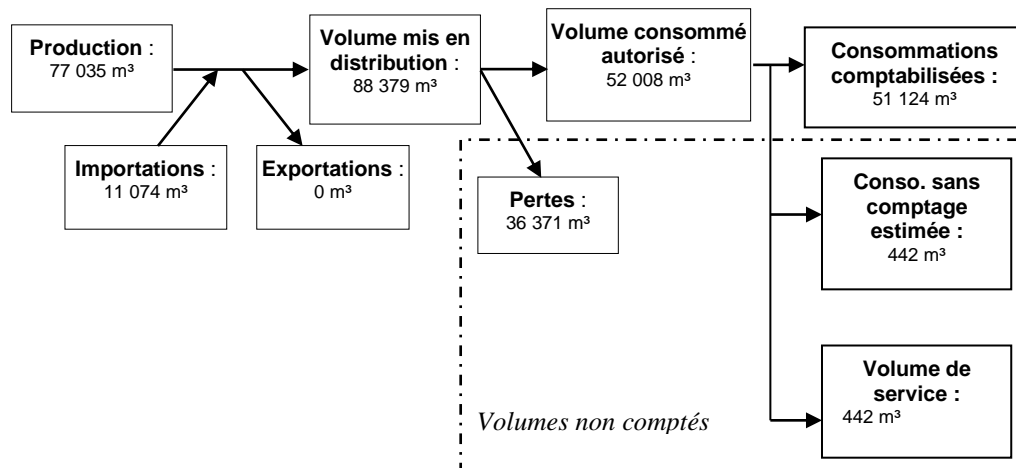 Production :
77 035 m³
Volume mis en
distribution :
88 379 m³
Volume consommé
autorisé :
52 008 m³
Consommations
comptabilisées :
51 124 m³
Importations :
11 074 m³
Exportations :
0 m³
Pertes :
36 371 m³
Conso. sans
comptage
estimée :
442 m³
Volume de
service :
442 m³
Volumes non comptés